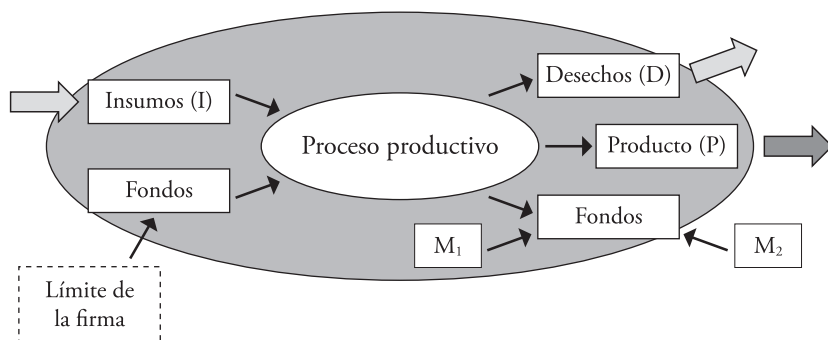 Insumos (I)
Fondos
Límite de
la firma
Proceso productivo
Desechos (D)
Producto (P)
Fondos
M₁
M₂